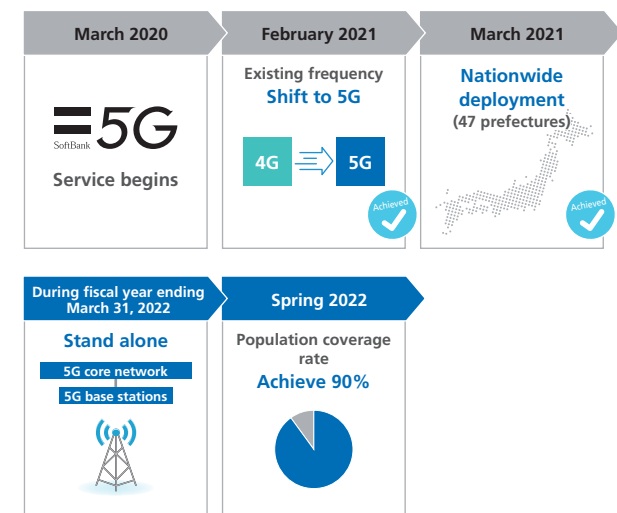 March 2020
SoftBank
5G
Service begins
February 2021
Existing frequency
Shift to 5G
4G
5G
Achieved
March 2021
Nationwide
deployment
(47 prefectures)
Achieved
During fiscal year ending
March 31, 2022
Stand alone
5G core network
5G base stations
Spring 2022
Population coverage
rate
Achieve 90%